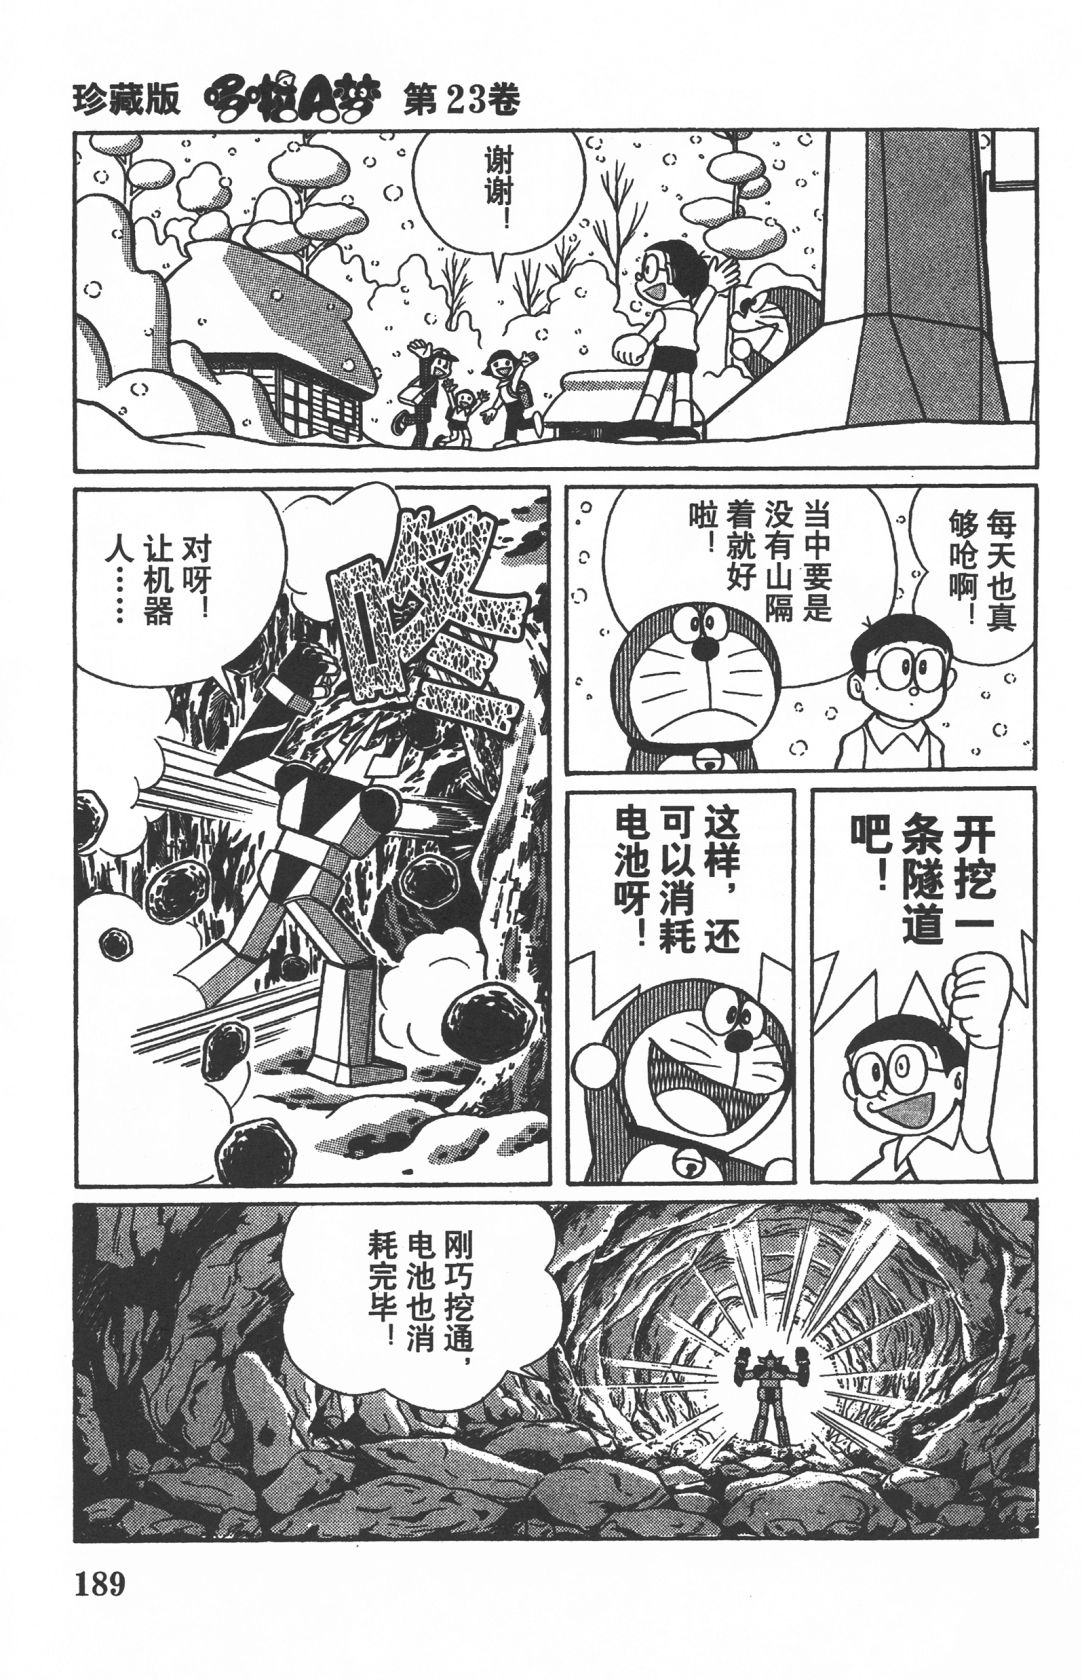 珍藏版 哆啦A梦 第23卷
谢谢！
每天也真
够呛啊！
当中要是
没有山隔
着就好
啦！
开挖一
条隧道
吧！
这样，还
可以消耗
电池呀！
对呀！
让机器
人……
刚巧挖通，
电池也消
耗完毕！
189